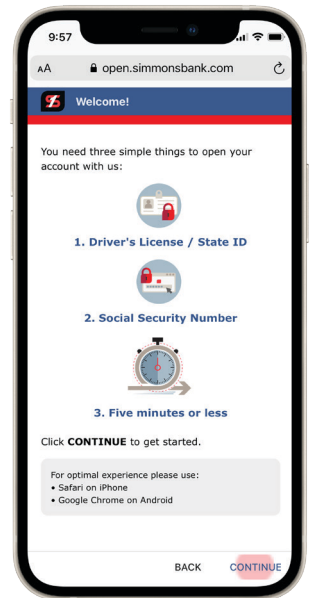 9:57
AA open.simmonsbank.com
Welcome!
You need three simple things to open your
account with us:
1. Driver's License / State ID
2. Social Security Number
3. Five minutes or less
Click CONTINUE to get started.
For optimal experience please use:
• Safari on iPhone
• Google Chrome on Android
BACK CONTINUE